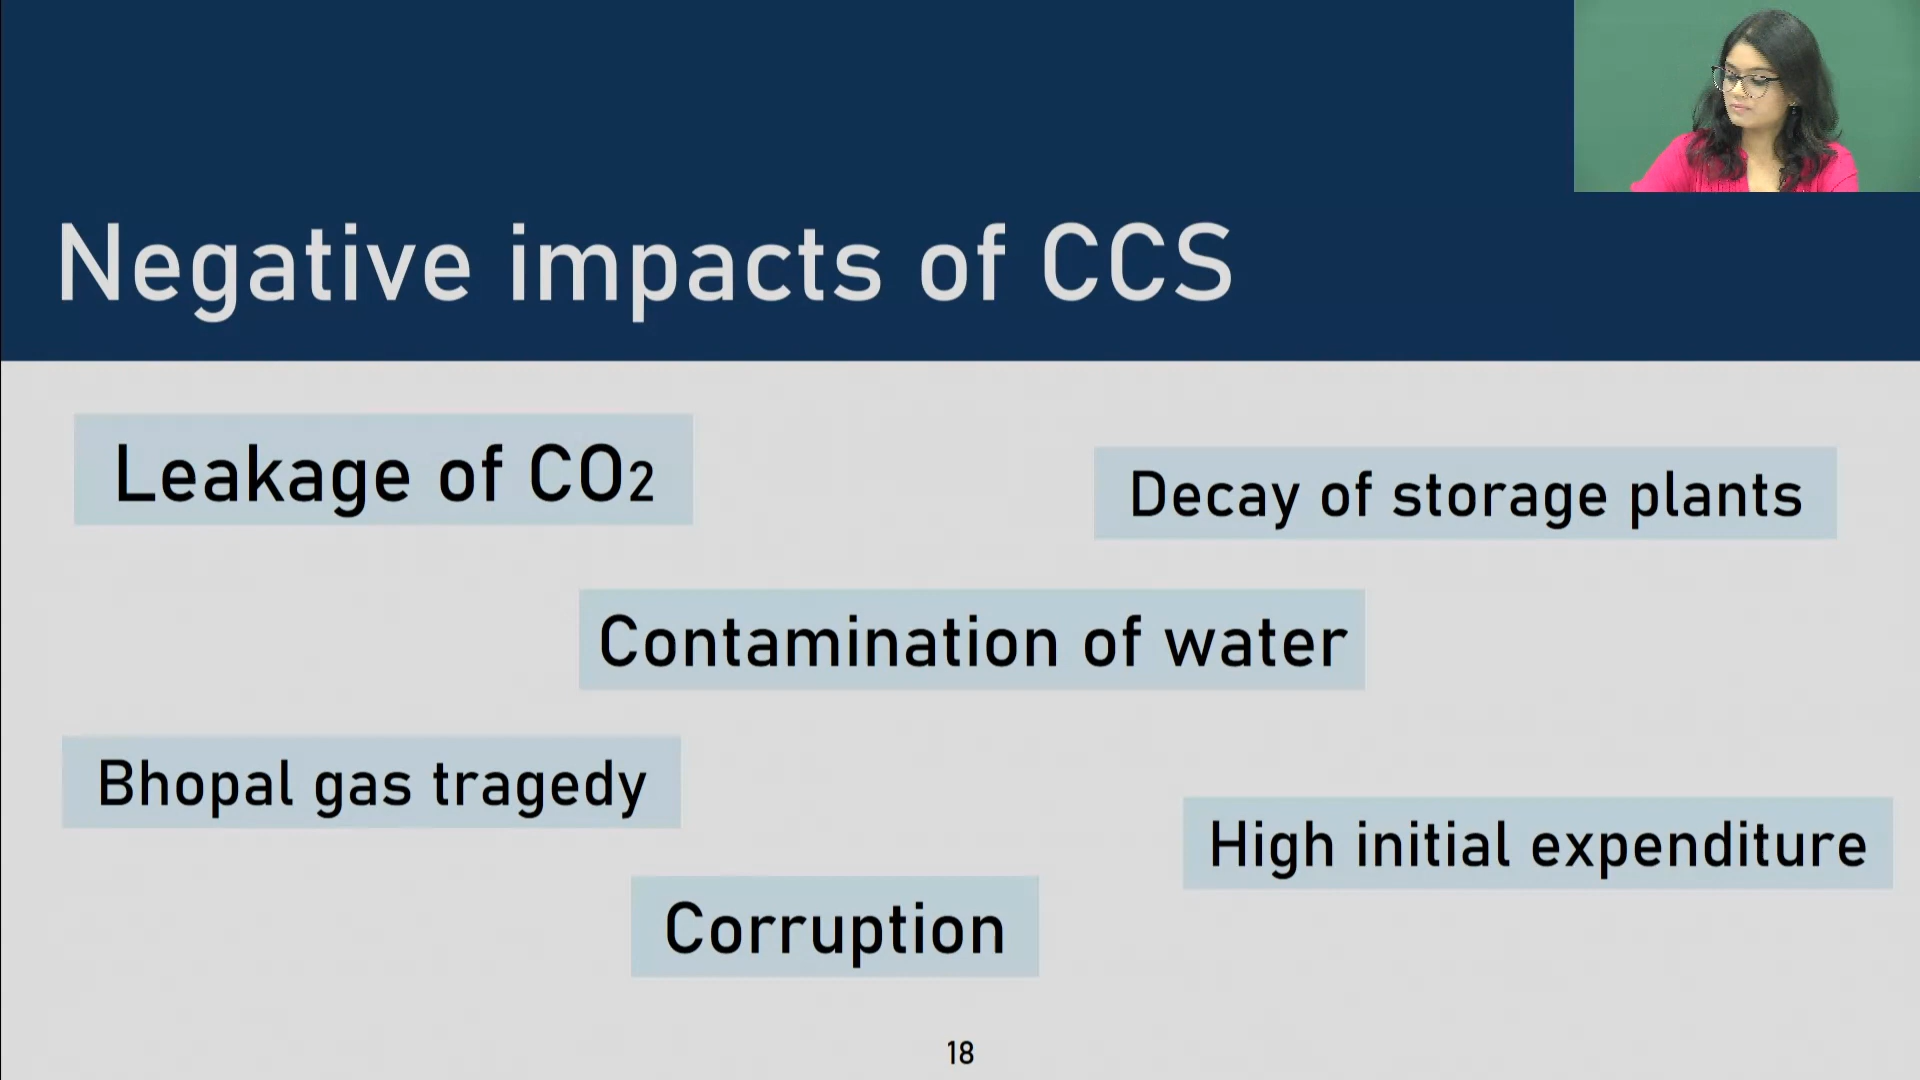 Negative impacts of CCS
Leakage of CO2
Decay of storage plants
Contamination of water
Bhopal gas tragedy
High initial expenditure
Corruption
18